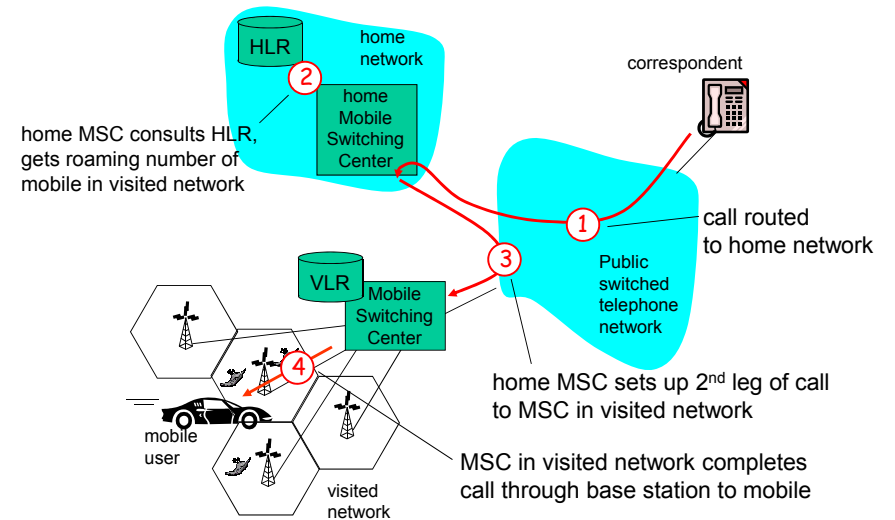 HLR
home
network
2
home
Mobile
Switching
Center
correspondent
home MSC consults HLR,
gets roaming number of
mobile in visited network
1
call routed
to home network
3
Public
switched
telephone
network
VLR
Mobile
Switching
Center
4
home MSC sets up 2nd leg of call
to MSC in visited network
mobile
user
MSC in visited network completes
call through base station to mobile
visited
network